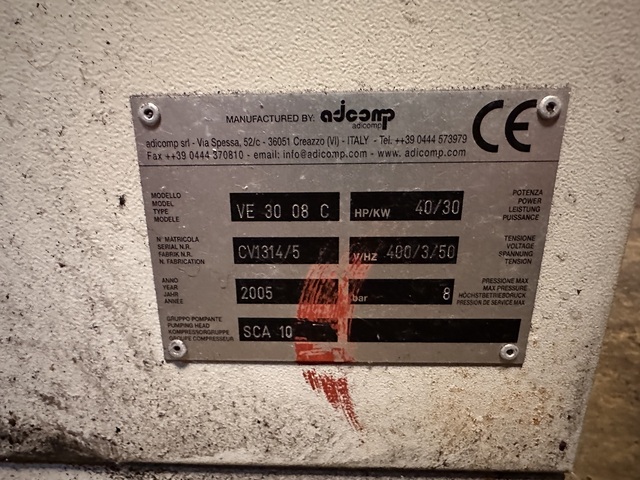 MANUFACTURED BY: adicomp
adicomp
CE
adicomp srl - Via Spessa, 52/c - 36051 Creazzo (VI) - ITALY - Tel. ++39 0444 573979
Fax ++39 0444 370810 - email: info@adicomp.com - www. adicomp.com
MODELLO
MODEL
TYPE
MODELE
VE 30 08 C
HP/KW 40/30
POTENZA
POWER
LEISTUNG
PUISSANCE
N° MATRICOLA
SERIAL N.R.
FABRIK N.R.
N. FABRICATION
CV1314/5
V/HZ 400/3/50
TENSIONE
VOLTAGE
SPANNUNG
TENSION
ANNO
YEAR
JAHR
ANNÉE
2005
bar 8
PRESSIONE MAX
MAX PRESSURE
HÖCHSTBETRIEBDRUCK
PRESSION DE SERVICE MAX
GRUPPO POMPANTE
PUMPING HEAD
KOMPRESSORGRUPPE
GROUPE COMPRESSEUR
SCA 10